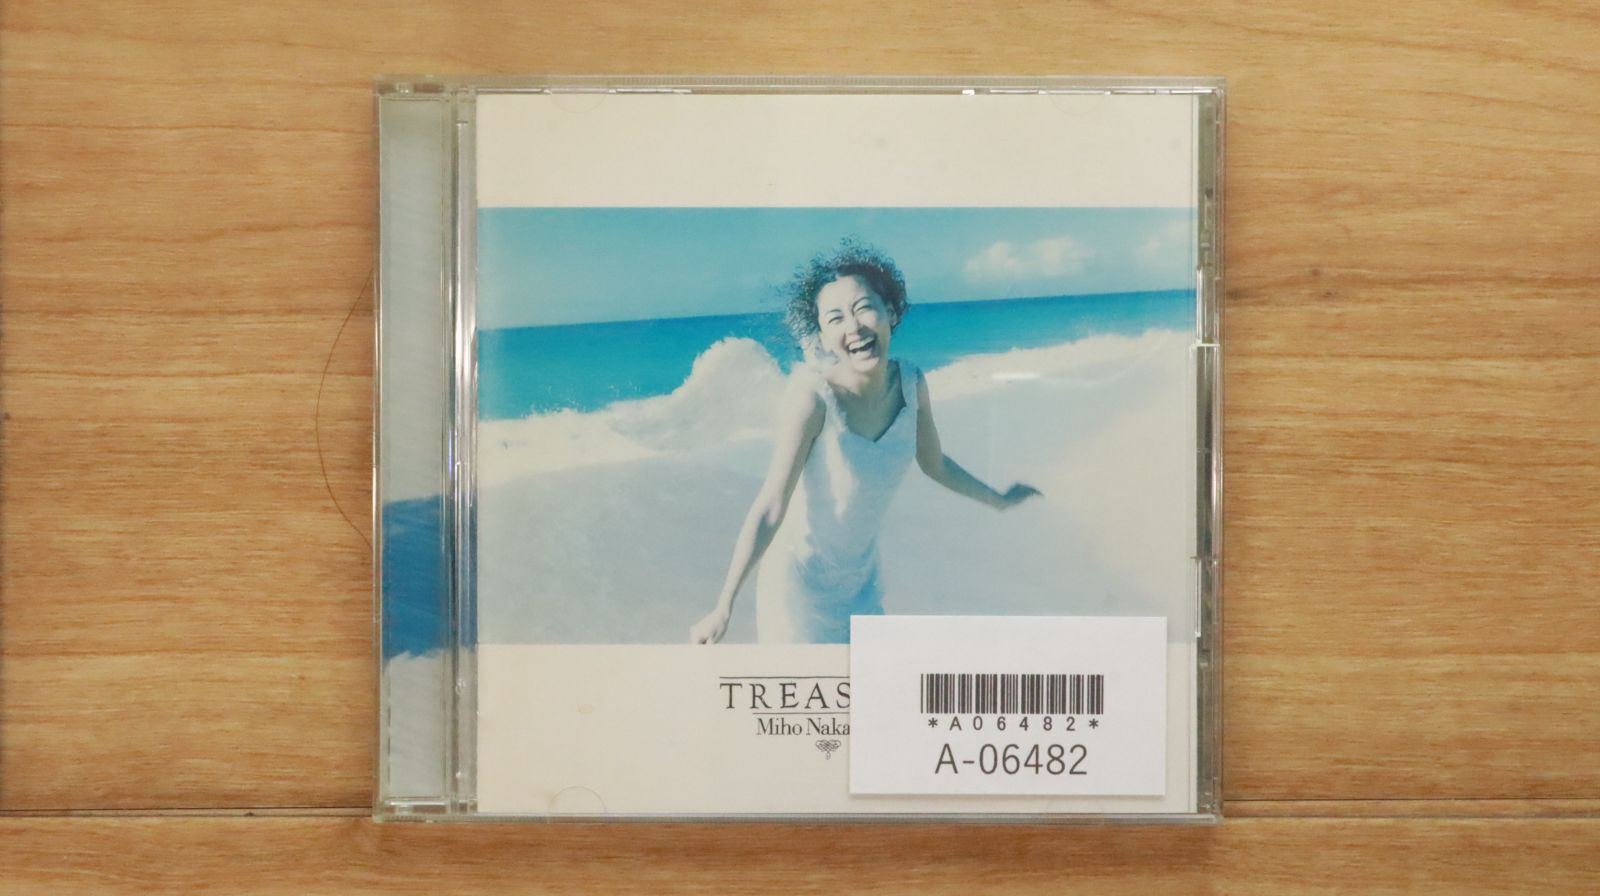 TREAS
Miho Naka
*A06482*
A-06482